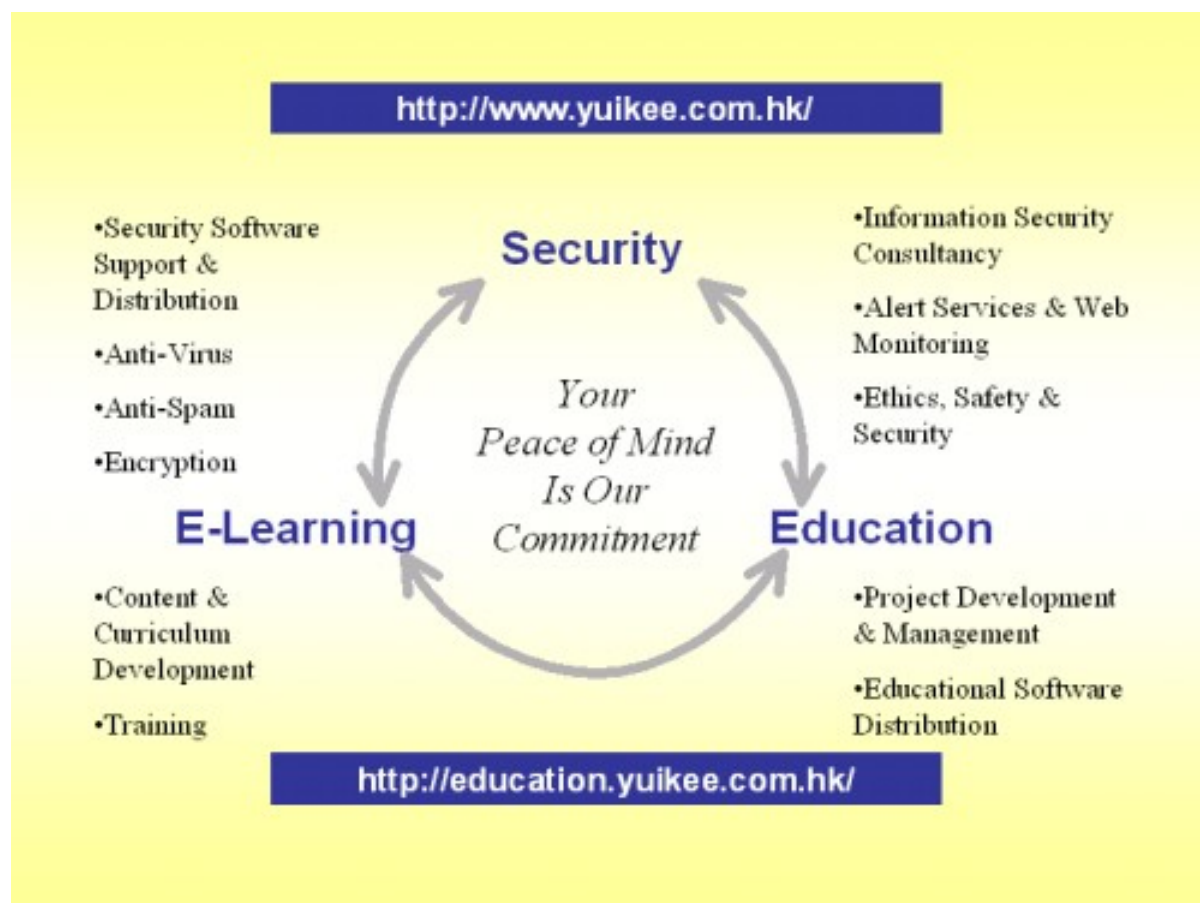 http://www.yuikee.com.hk/
•Security Software
Support &
Distribution
•Anti-Virus
•Anti-Spam
•Encryption
Security
•Information Security
Consultancy
•Alert Services & Web
Monitoring
•Ethics, Safety &
Security
Your
Peace of Mind
Is Our
Commitment
E-Learning
Education
•Content &
Curriculum
Development
•Training
•Project Development
& Management
•Educational Software
Distribution
http://education.yuikee.com.hk/